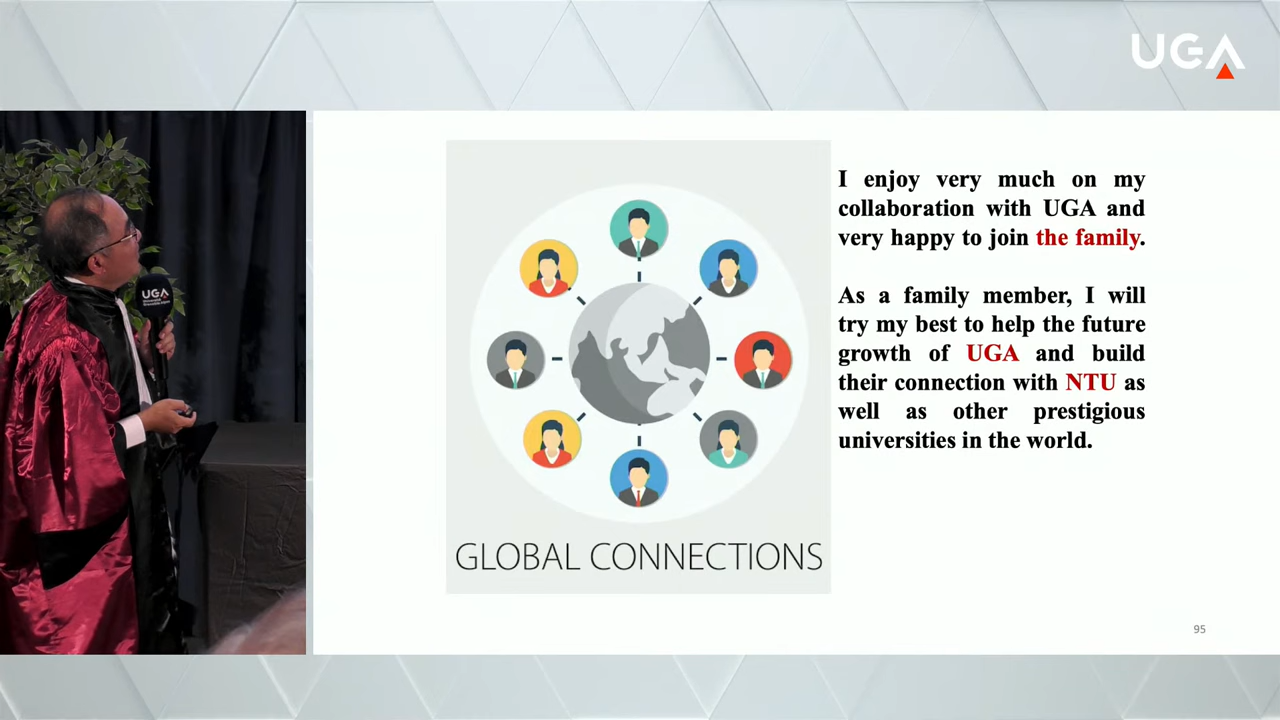 UGA
UGA
I enjoy very much on my
collaboration with UGA and
very happy to join the family.
As a family member, I will
try my best to help the future
growth of UGA and build
their connection with NTU as
well as other prestigious
universities in the world.
GLOBAL CONNECTIONS
95